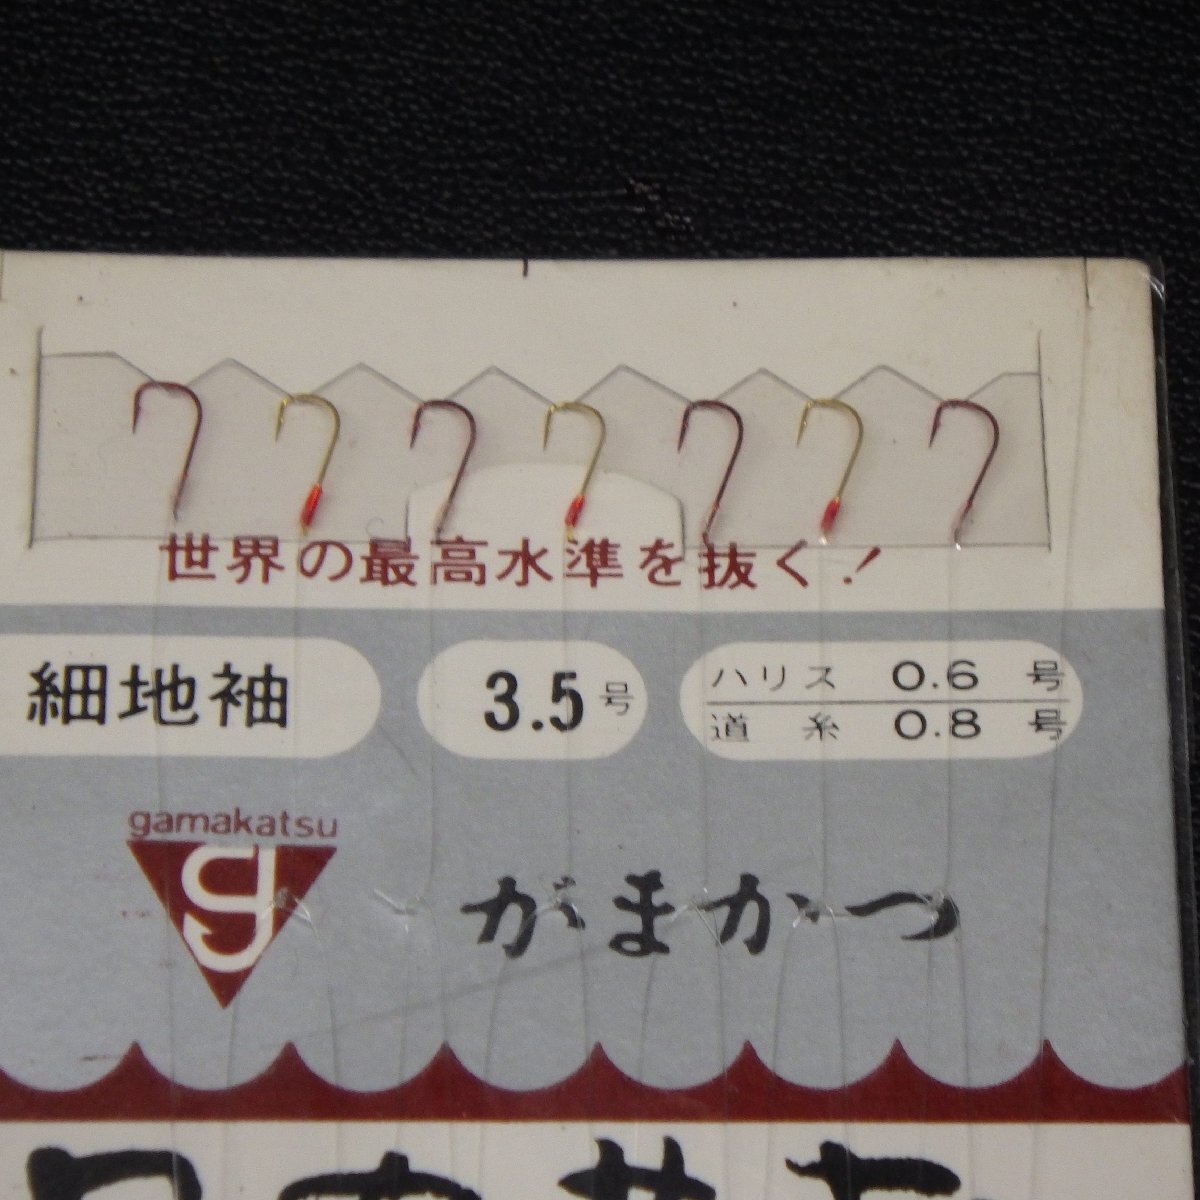 世界の最高水準を抜く!
細地袖
3.5号
ハリス 0.6 号
道糸 0.8 号
gamakatsu
がまかつ